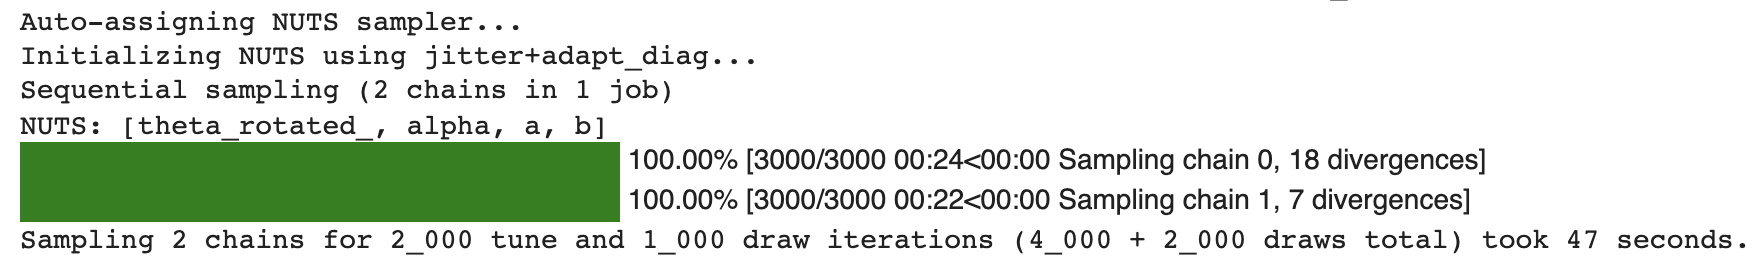 Auto-assigning NUTS sampler...
Initializing NUTS using jitter+adapt_diag...
Sequential sampling (2 chains in 1 job)
NUTS: [theta_rotated_, alpha, a, b]
100.00% [3000/3000 00:24<00:00 Sampling chain 0, 18 divergences]
100.00% [3000/3000 00:22<00:00 Sampling chain 1, 7 divergences]
Sampling 2 chains for 2_000 tune and 1_000 draw iterations (4_000 + 2_000 draws total) took 47 seconds.